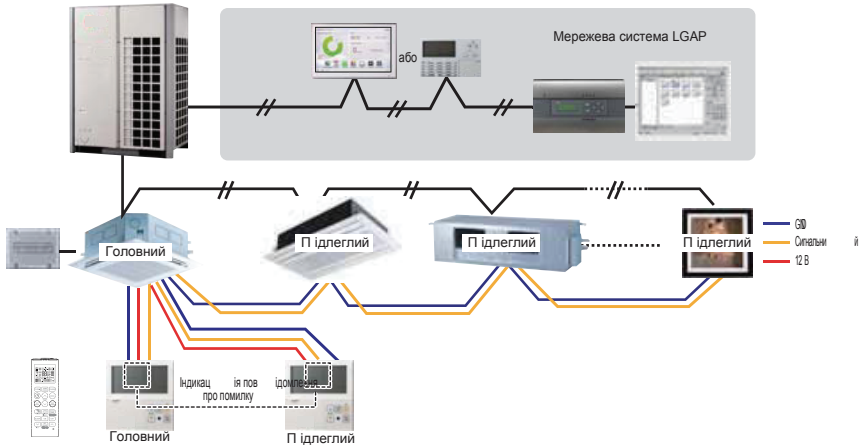 Мережева система LGAP
або
Головний
П ідлеглий
П ідлеглий
П ідлеглий
GND
Сигнальни й
12 В
Індикац ія пов ідомлення
про помилку
Головний
П ідлеглий